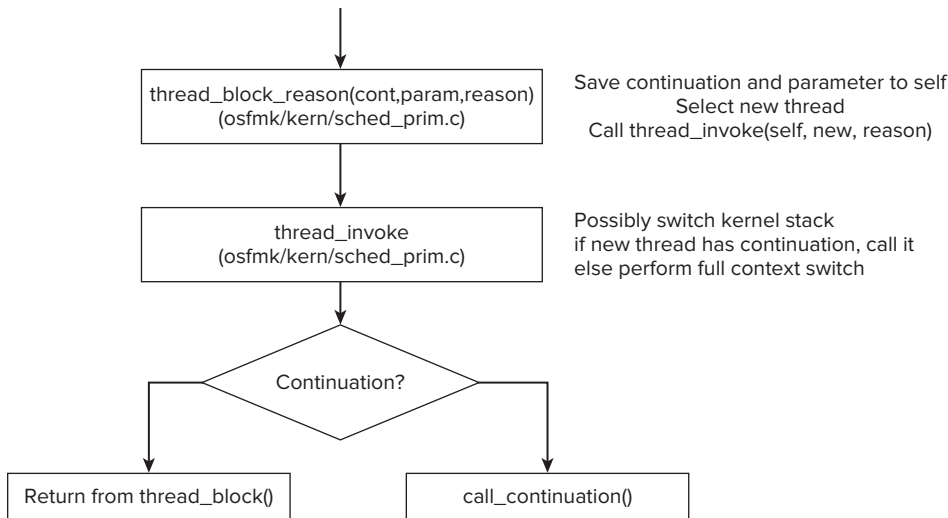 thread_block_reason(cont,param,reason)
(osfmk/kern/sched_prim.c)
Save continuation and parameter to self
Select new thread
Call thread_invoke(self, new, reason)
thread_invoke
(osfmk/kern/sched_prim.c)
Possibly switch kernel stack
if new thread has continuation, call it
else perform full context switch
Continuation?
Return from thread_block()
call_continuation()